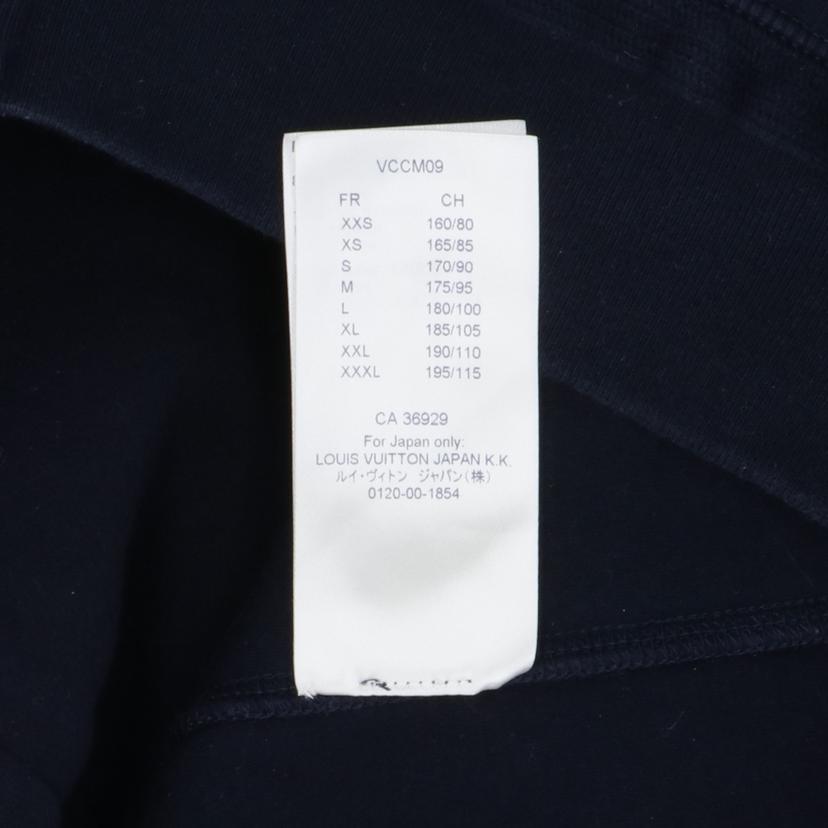 VCCM09
FR CH
XXS 160/80
XS 165/85
S 170/90
M 175/95
L 180/100
XL 185/105
XXL 190/110
XXXL 195/115
CA 36929
For Japan only:
LOUIS VUITTON JAPAN K.K.
ルイ・ヴィトン ジャパン(株)
0120-00-1854